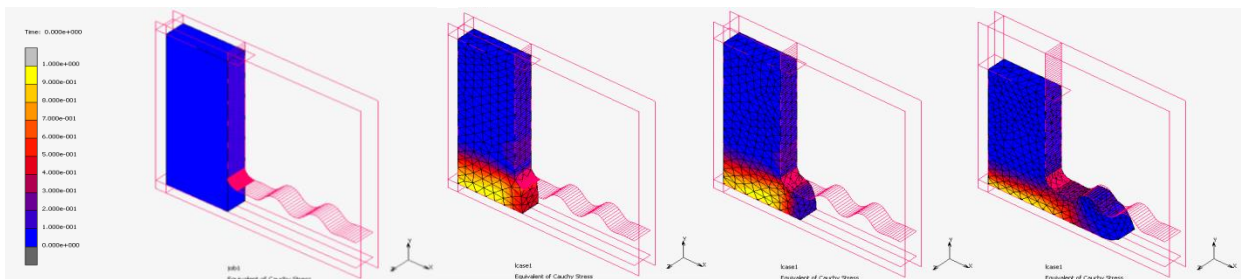 Time: 0.000e+000
1.000e+000
9.000e-001
8.000e-001
7.000e-001
6.000e-001
5.000e-001
4.000e-001
3.000e-001
2.000e-001
1.000e-001
0.000e+000
job1
Equivalent of Cauchy Stress
Y
X
lcase1
Equivalent of Cauchy Stress
Y
X
lcase1
Equivalent of Cauchy Stress
Y
X
lcase1
Equivalent of Cauchy Stress
Y
X